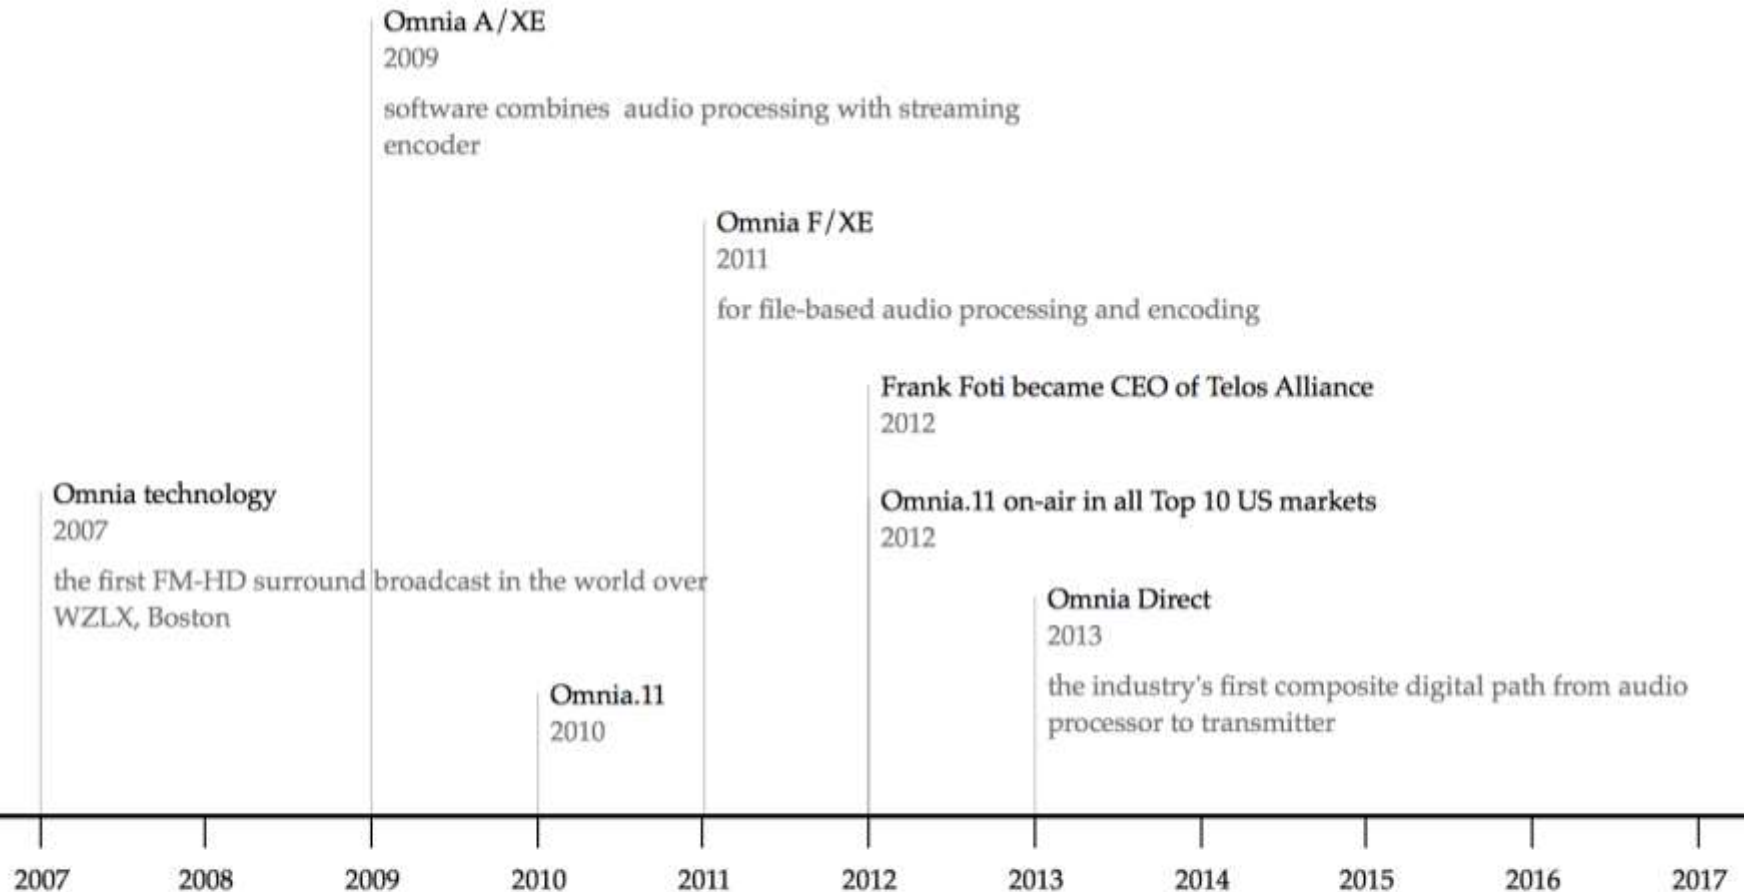 Omnia A/XE
2009
software combines  audio processing with streaming
encoder
Omnia F/XE
2011
for file-based audio processing and encoding
Frank Foti became CEO of Telos Alliance
2012
Omnia technology
2007
the first FM-HD surround broadcast in the world over
WZLX, Boston
Omnia.11 on-air in all Top 10 US markets
2012
Omnia Direct
2013
the industry's first composite digital path from audio
processor to transmitter
Omnia.11
2010
2007 2008 2009 2010 2011 2012 2013 2014 2015 2016 2017